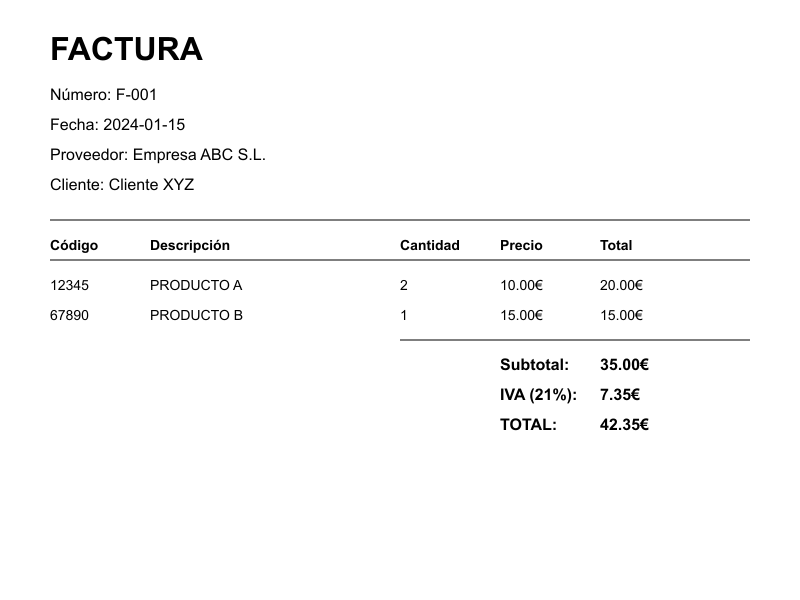 FACTURA
Número: F-001
Fecha: 2024-01-15
Proveedor: Empresa ABC S.L.
Cliente: Cliente XYZ
Código Descripción Cantidad Precio Total
12345 PRODUCTO A 2 10.00€ 20.00€
67890 PRODUCTO B 1 15.00€ 15.00€
Subtotal: 35.00€
IVA (21%): 7.35€
TOTAL: 42.35€